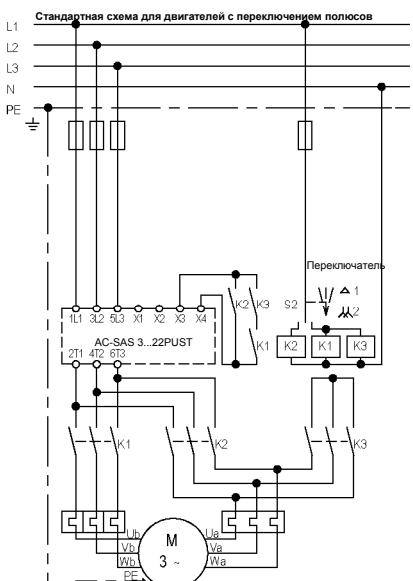 Стандартная схема для двигателей с переключением полюсов
L1
L2
L3
N
PE
Переключатель
S2 1
2
1L1 3L2 5L3 X1 X2 X3 X4
AC-SAS 3...22PUST
2T1 4T2 6T3
K2 K3
K1
K2 K1 K3
K1 K2 K3
Ub Ua
Vb Va
Wb Wa
M
3 ~
PE